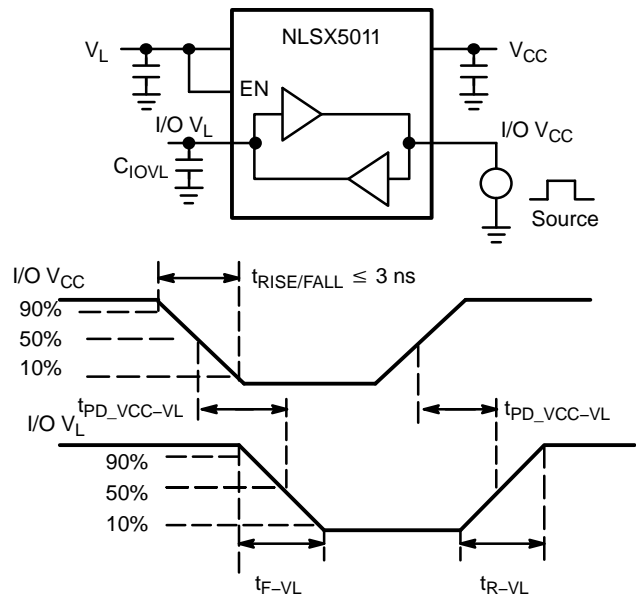 NLSX5011
V_L
V_CC
EN
I/O V_L
I/O V_CC
C_IOVL
Source
I/O V_CC
t_RISE/FALL ≤ 3 ns
90%
50%
10%
t_PD_VCC–VL
t_PD_VCC–VL
I/O V_L
90%
50%
10%
t_F–VL
t_R–VL